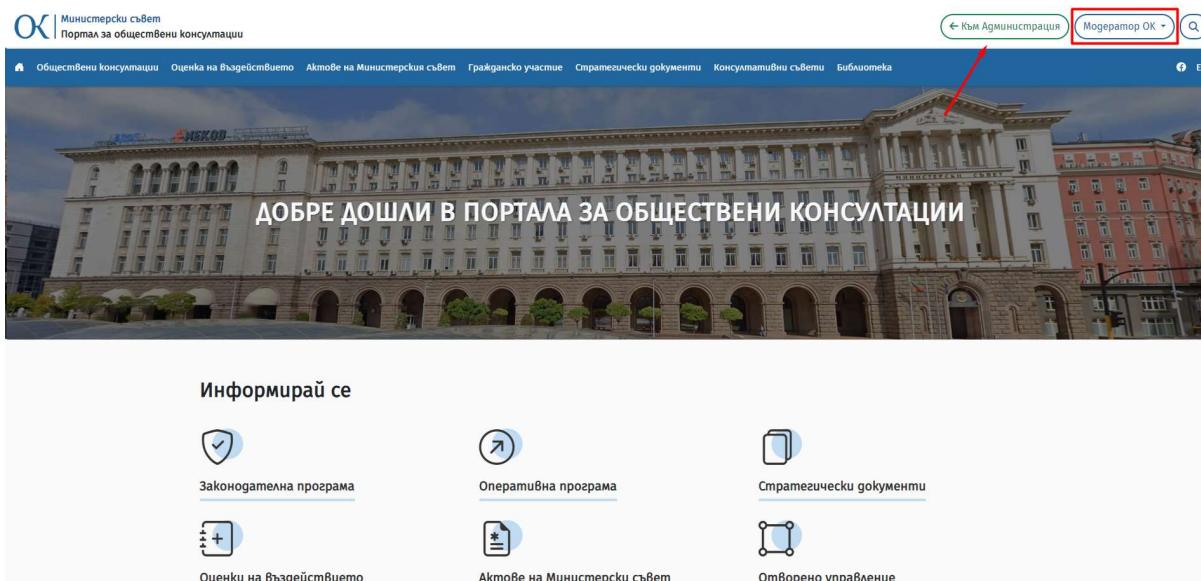 Министерски съвет
Портал за обществени консултации
← Към Администрация
Модератор ОК
Обществени консултации Оценка на въздействието Актове на Министерския съвет Гражданско участие Стратегически документи Консултативни съвети Библиотека
МИНИСТЕРСКИ СЪВЕТ
ДОБРЕ ДОШЛИ В ПОРТАЛА ЗА ОБЩЕСТВЕНИ КОНСУЛТАЦИИ
Информирай се
Законодателна програма
Оперативна програма
Стратегически документи
Оценки на въздействието
Актове на Министерски съвет
Отворено управление